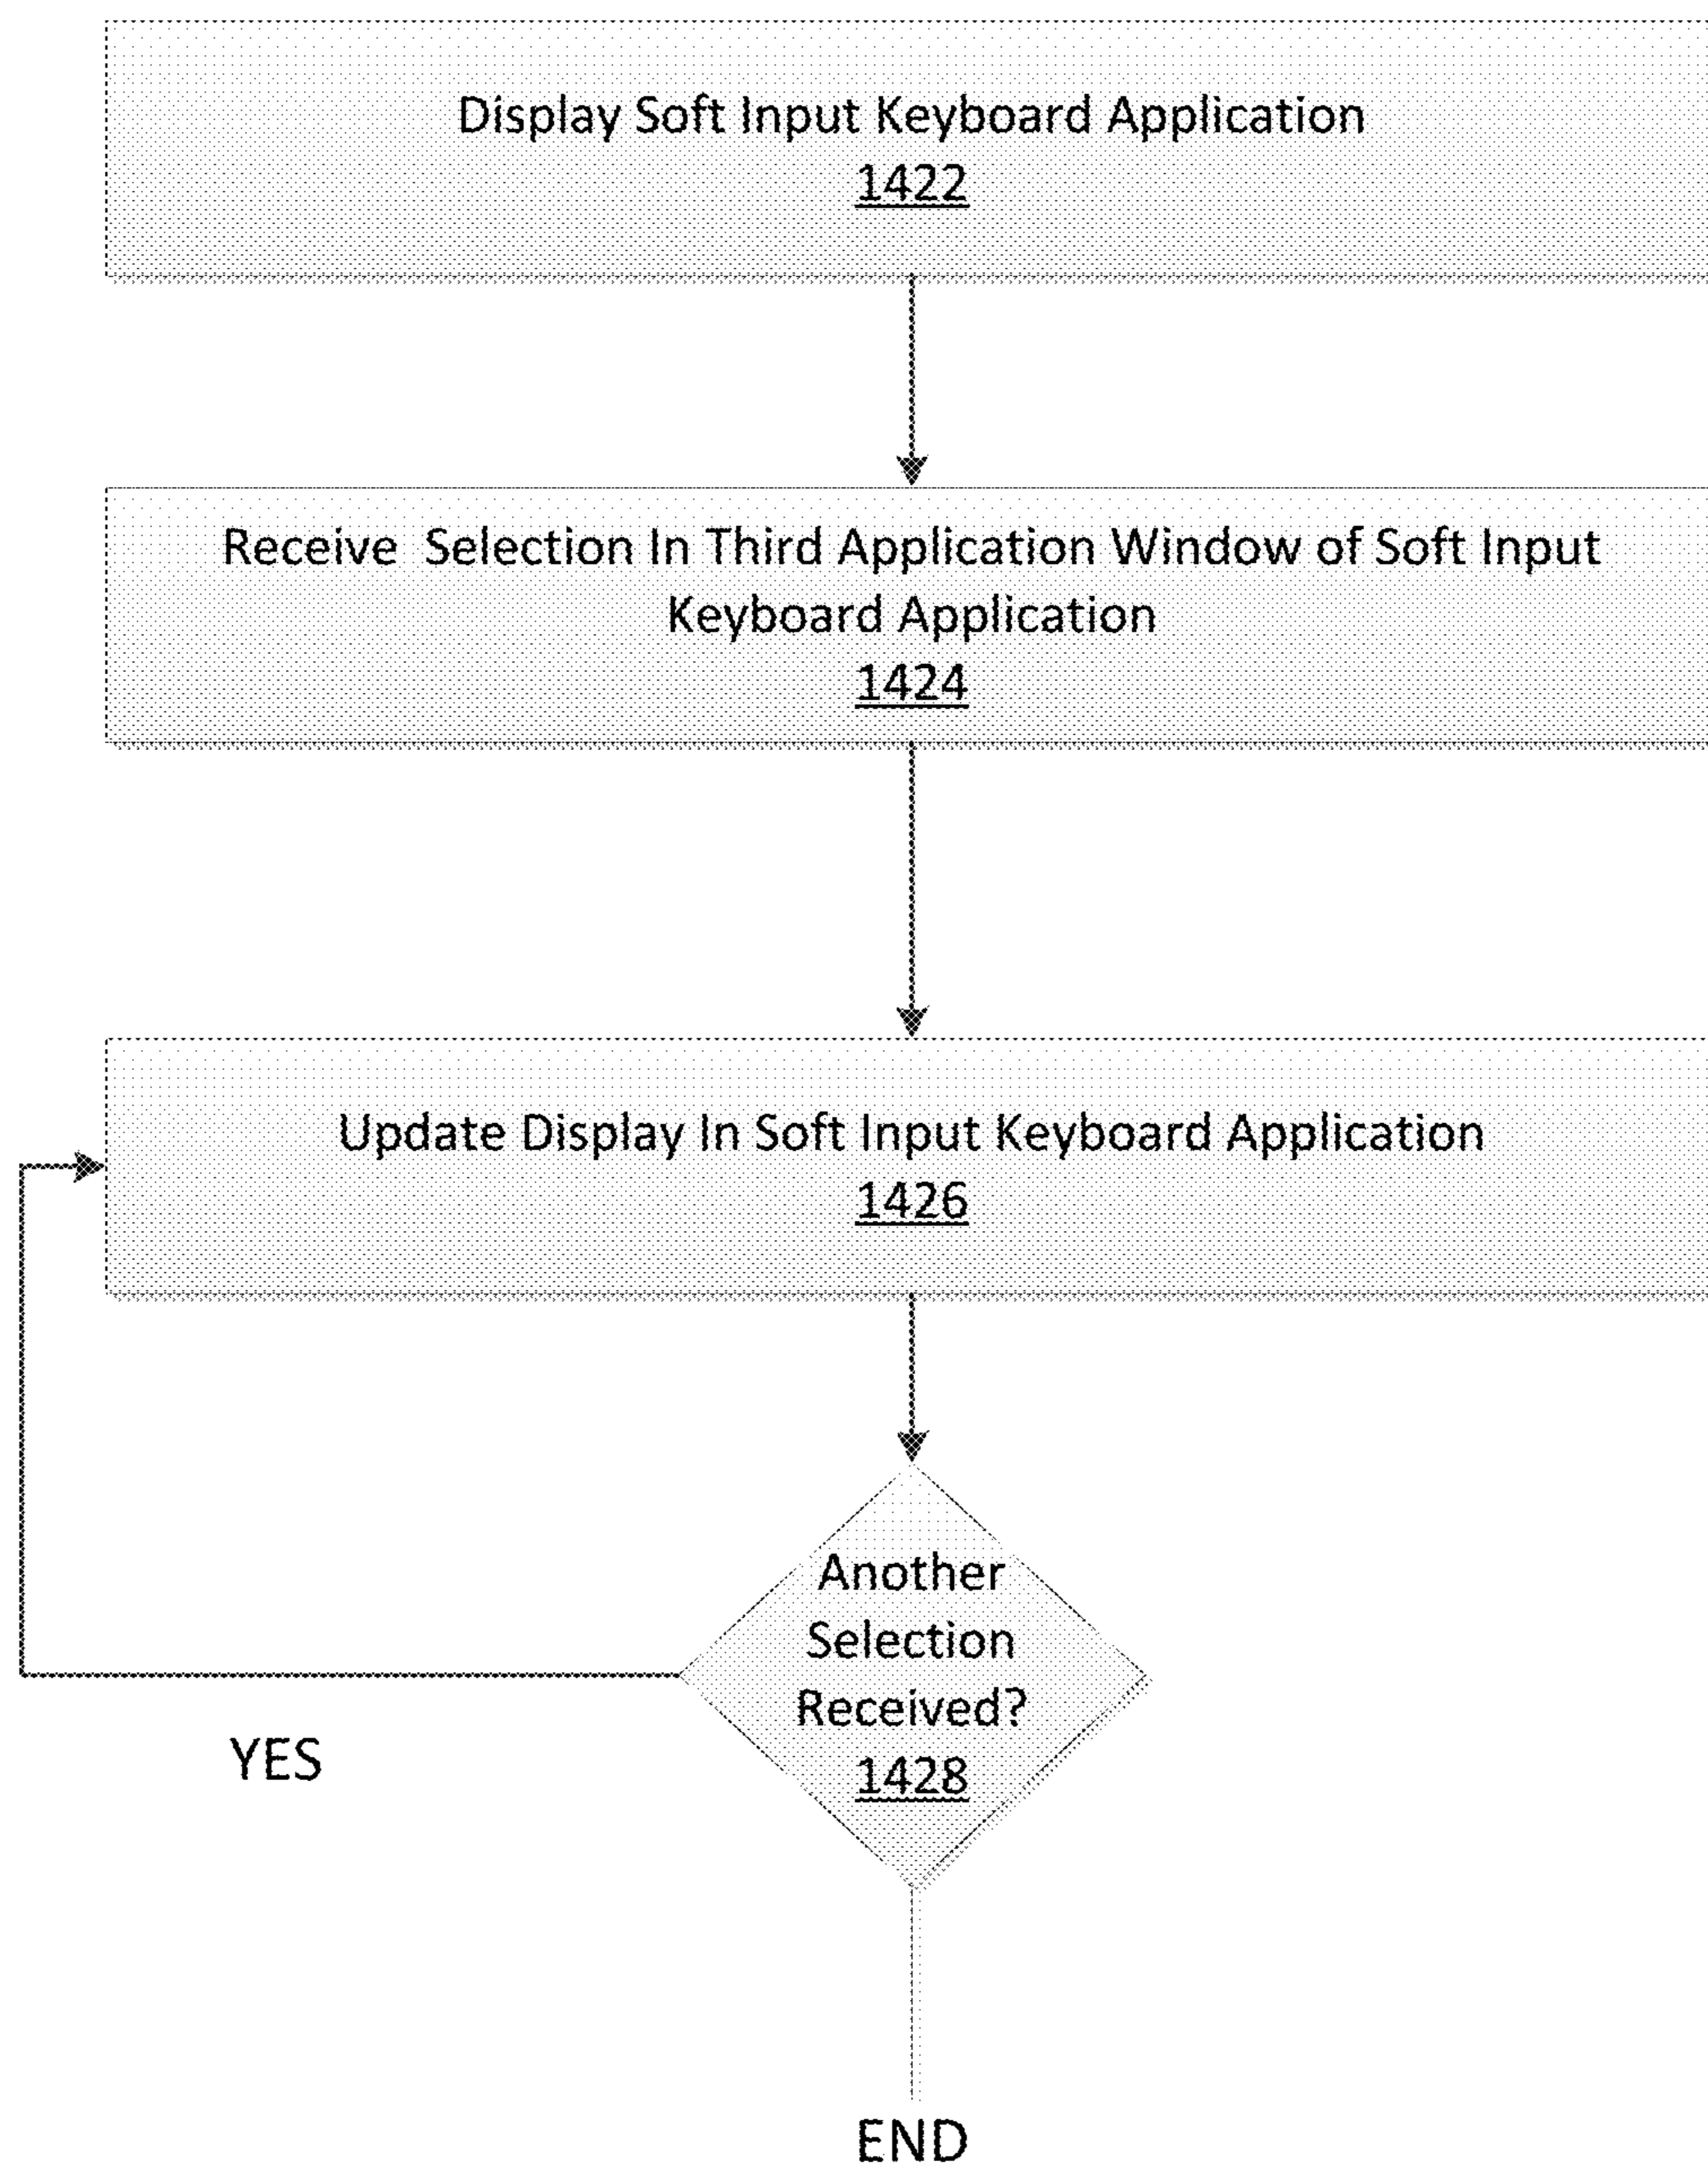 Display Soft Input Keyboard Application
1422
Receive Selection In Third Application Window of Soft Input
Keyboard Application
1424
Update Display In Soft Input Keyboard Application
1426
Another
Selection
Received?
1428
YES
END